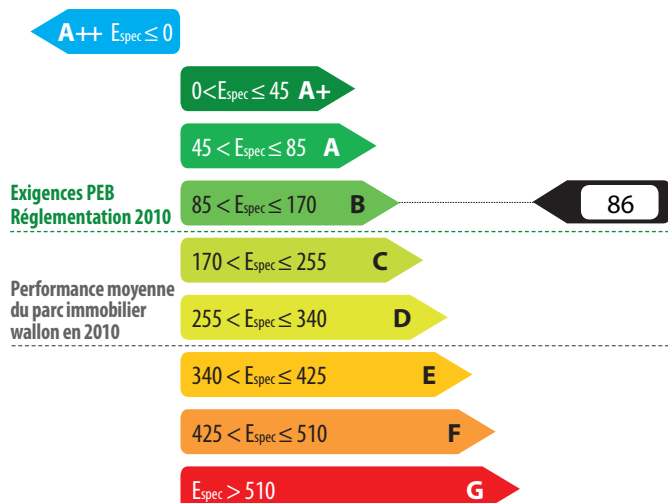 A++ Espec ≤ 0
0<Espec ≤ 45 A+
45 < Espec ≤ 85 A
Exigences PEB
Réglementation 2010
85 < Espec ≤ 170 B
86
170 < Espec ≤ 255 C
Performance moyenne
du parc immobilier
wallon en 2010
255 < Espec ≤ 340 D
340 < Espec ≤ 425 E
425 < Espec ≤ 510 F
Espec > 510 G